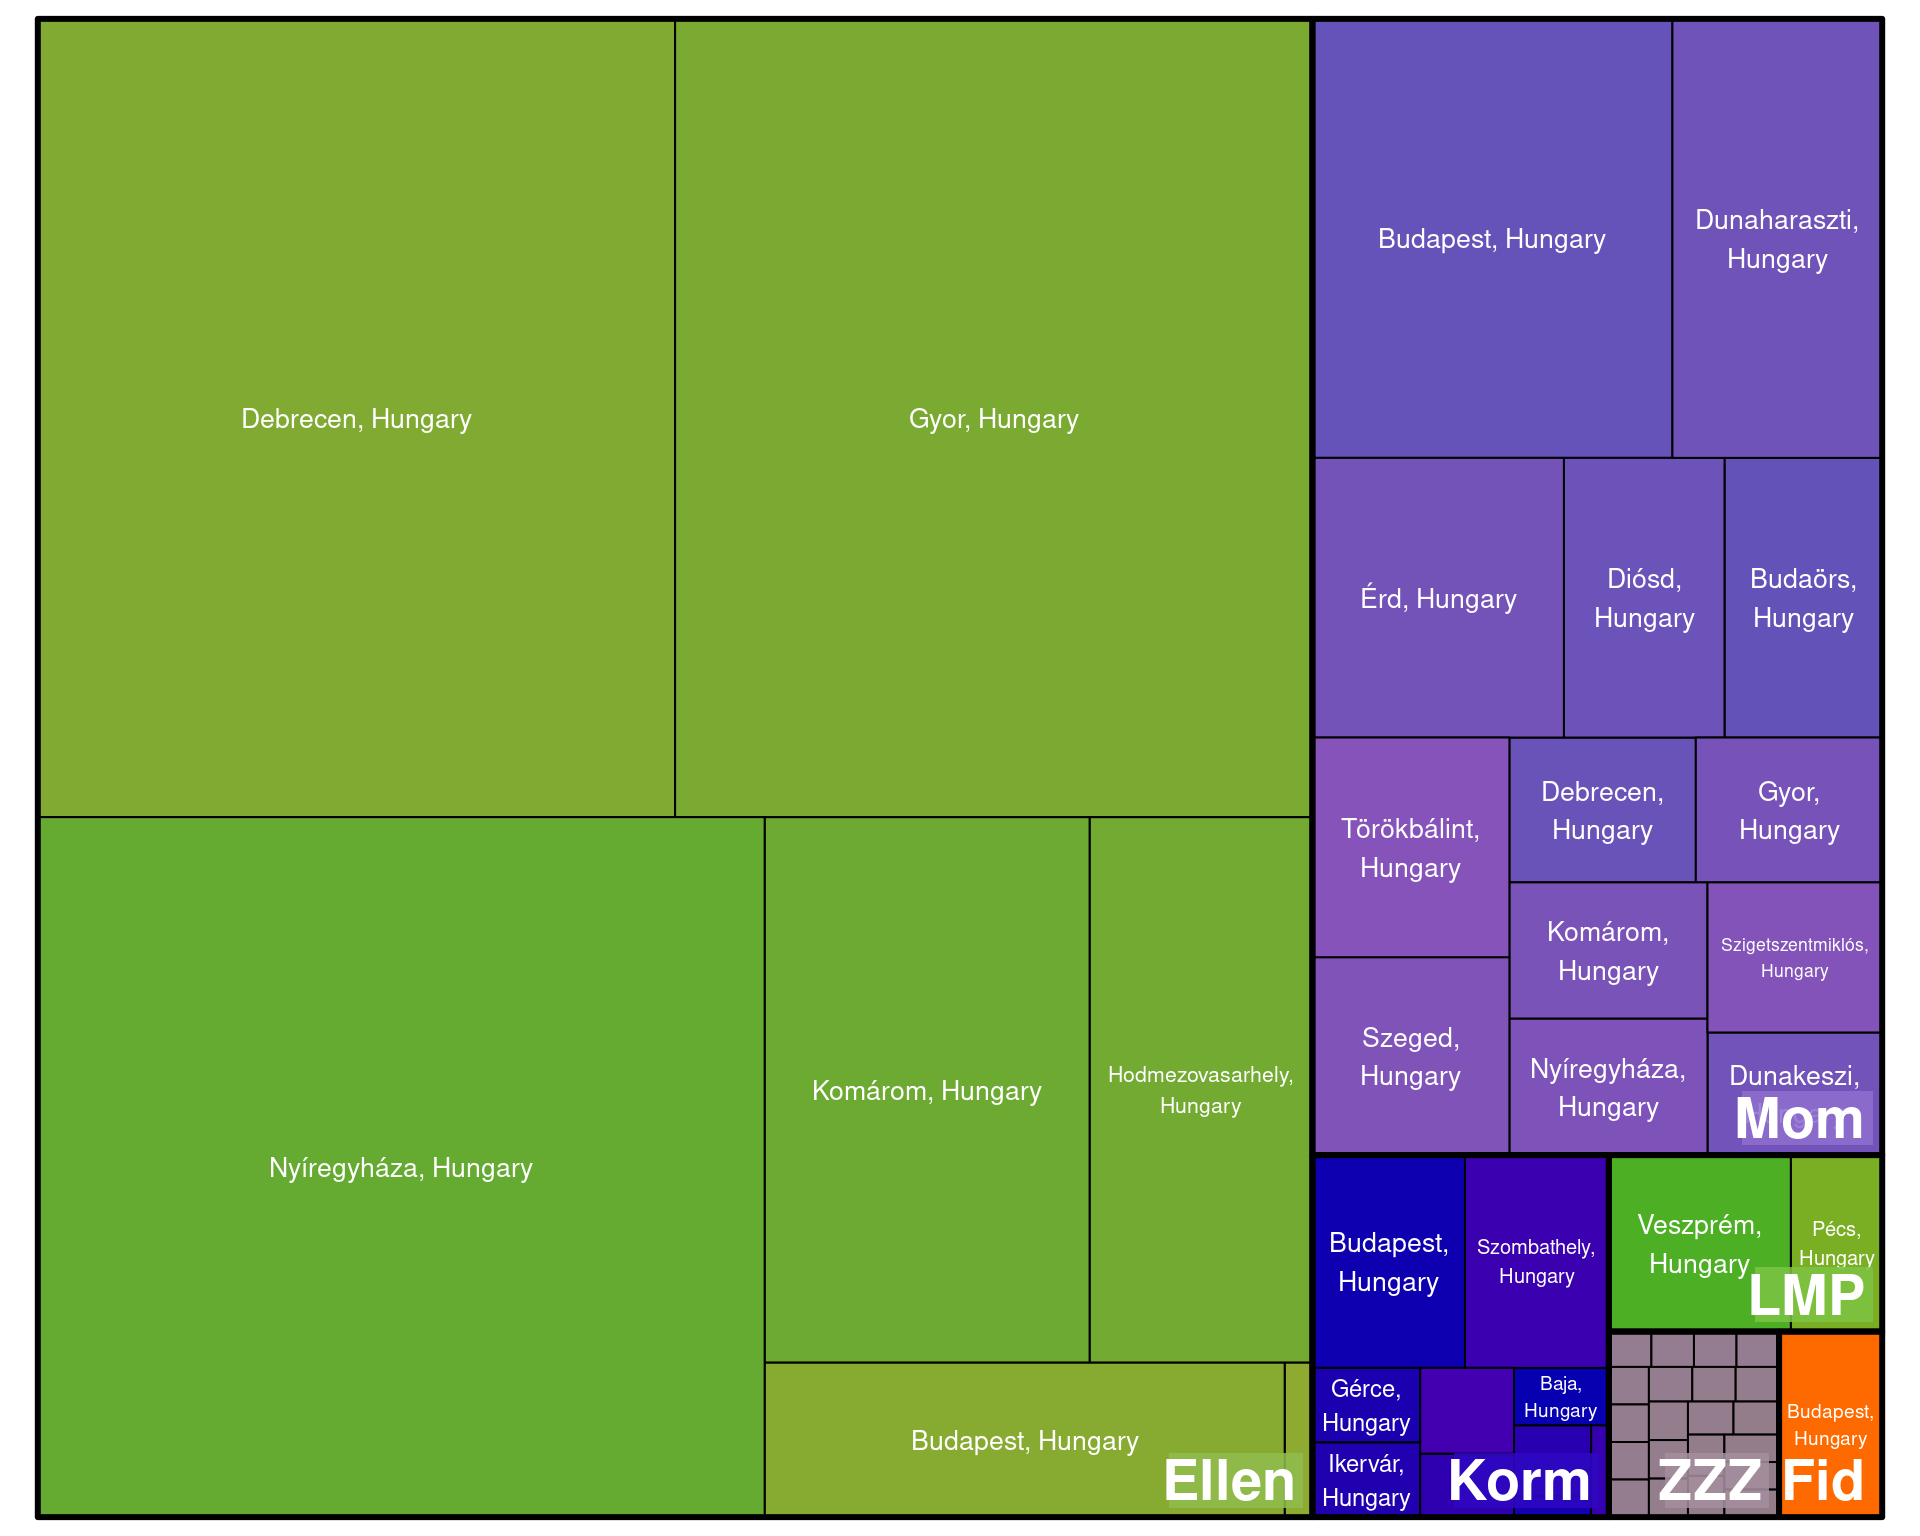 Debrecen, Hungary
Gyor, Hungary
Nyíregyháza, Hungary
Komárom, Hungary
Hodmezovasarhely,
Hungary
Budapest, Hungary
Ellen
Budapest, Hungary
Dunaharaszti,
Hungary
Érd, Hungary
Diósd,
Hungary
Budaörs,
Hungary
Törökbálint,
Hungary
Debrecen,
Hungary
Gyor,
Hungary
Komárom,
Hungary
Szigetszentmiklós,
Hungary
Szeged,
Hungary
Nyíregyháza,
Hungary
Dunakeszi,
Mom
Budapest,
Hungary
Szombathely,
Hungary
Gérce,
Hungary
Baja,
Hungary
Ikervár,
Hungary
Korm
Veszprém,
Hungary
Pécs,
Hungary
LMP
ZZZ
Budapest,
Hungary
Fid